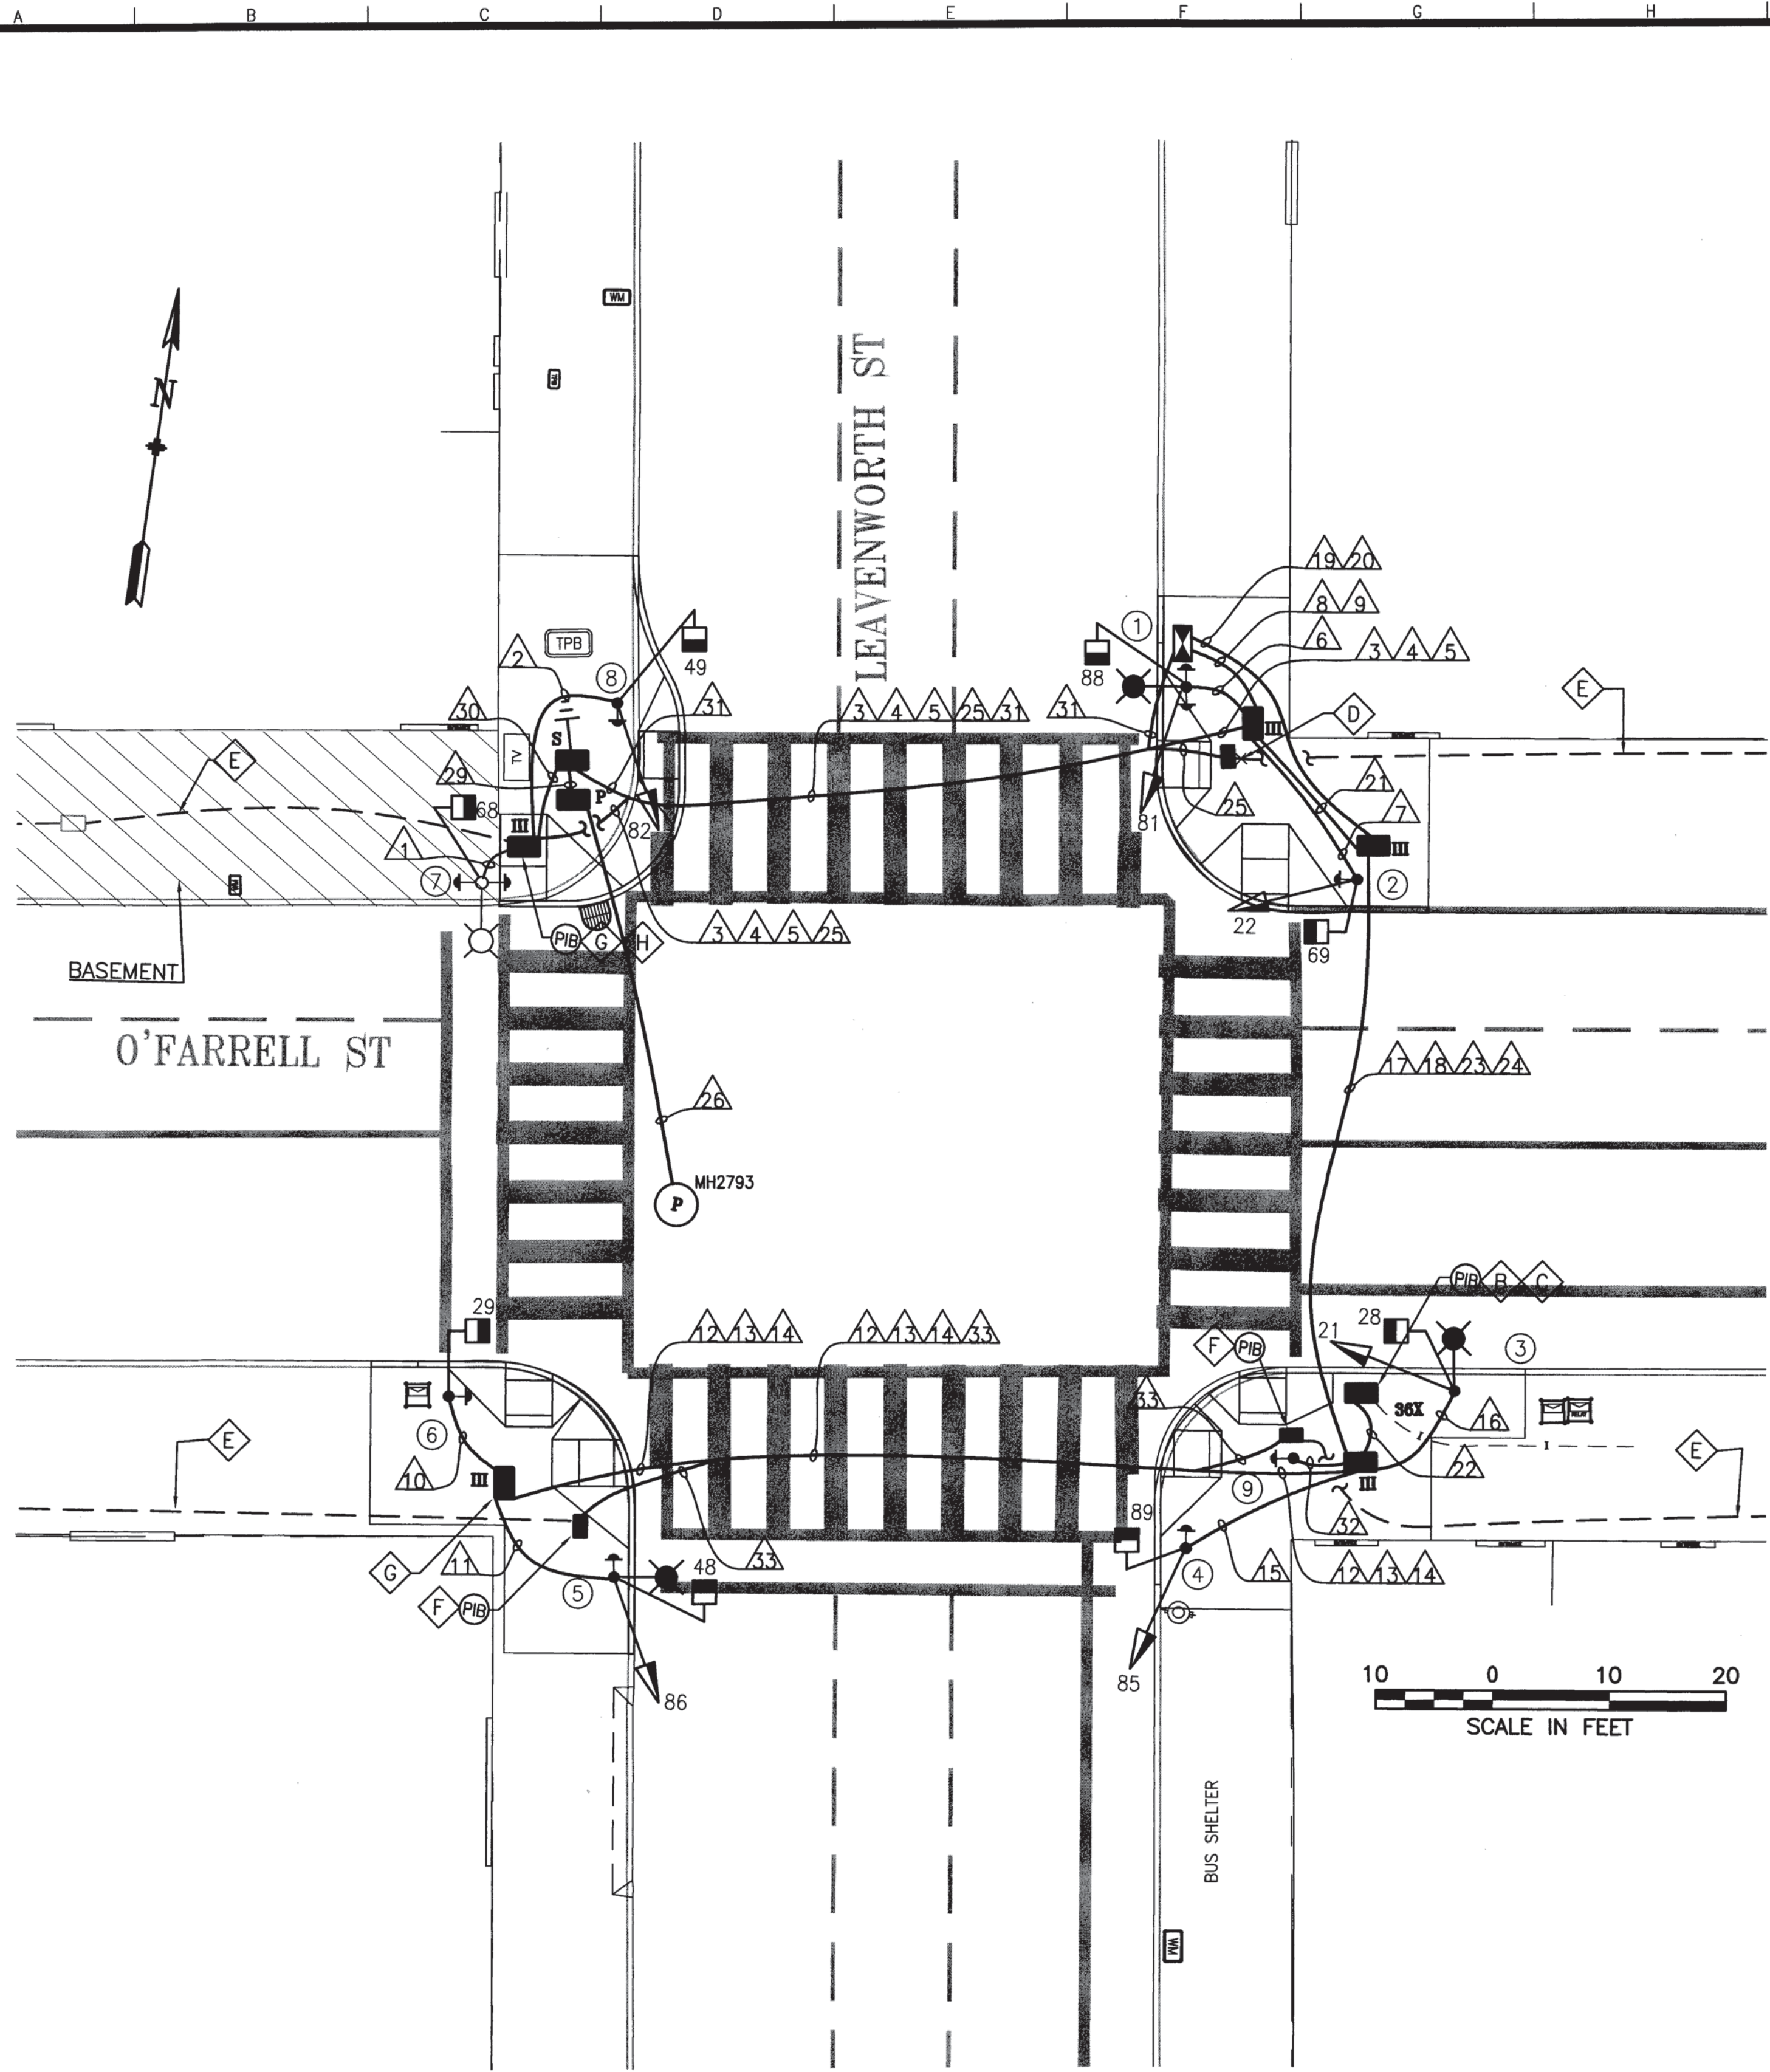 A B C D E F G H
N
LEAVENWORTH ST
WM
TPB
TPB
2
8
49
30
S
TV
29
P
68
82
III
1
7
E
31
3 4 5 25 31
31
1
88
19 20
8 9
6
3 4 5
E
D
III
21
7
25
81
III
2
22
69
PIB G H
3 4 5 25
BASEMENT
O'FARRELL ST
26
P
MH2793
17 18 23 24
29
12 13 14
12 13 14 33
PIB B C
28
21
F PIB
3
33
36X
16
I
I
6
E
10
III
9
22
III
E
89
32
G
11
33
48
F PIB
5
4
15
12 13 14
86
85
10 0 10 20
SCALE IN FEET
BUS SHELTER
WM